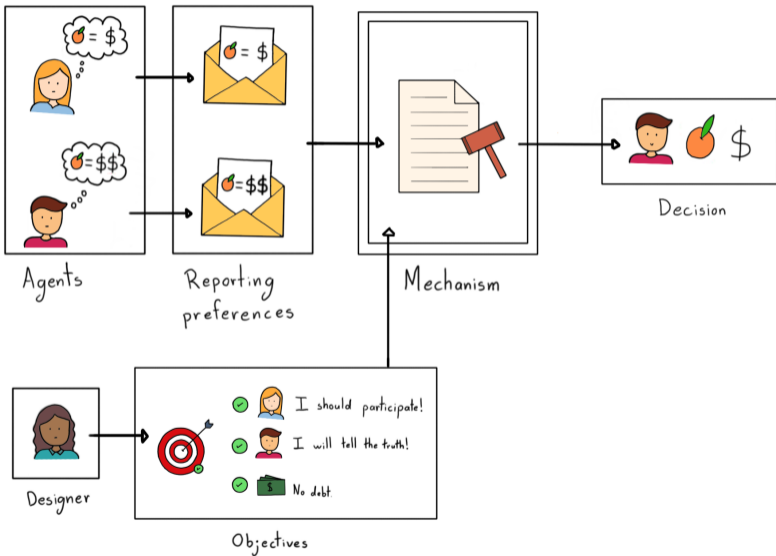 = $
= $
= $$
= $$
$
Agents
Reporting
preferences
Mechanism
Decision
I should participate!
I will tell the truth!
$ No debt.
Designer
Objectives